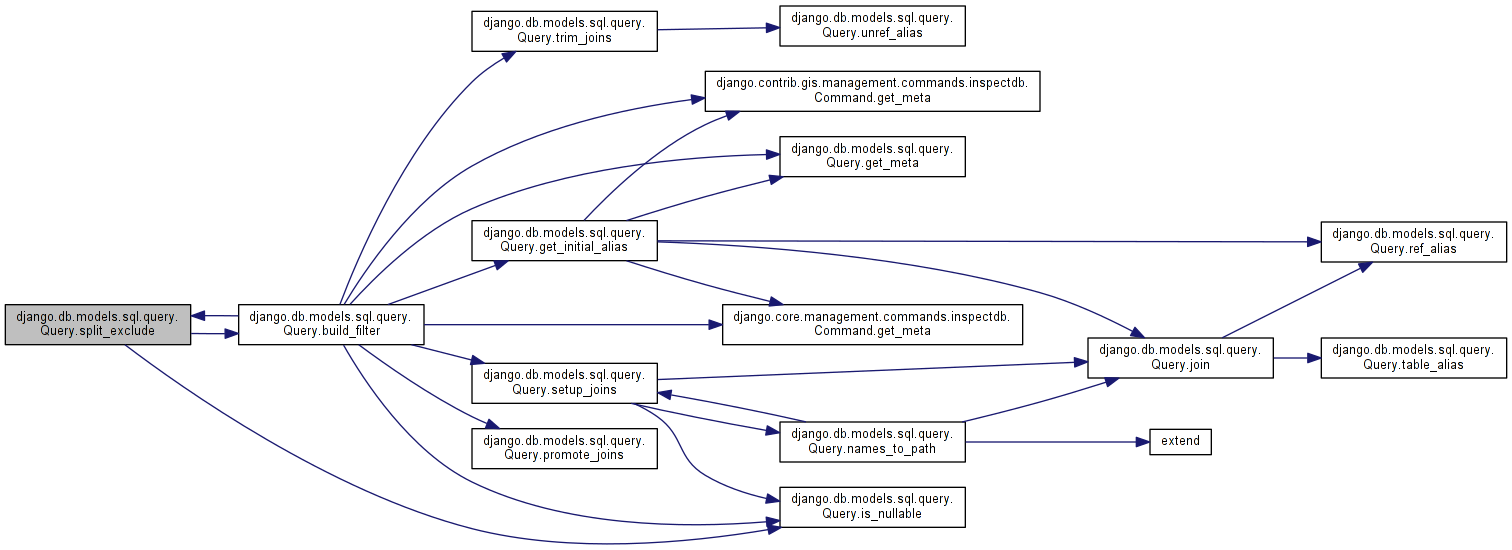 django.db.models.sql.query.
Query.split_exclude
django.db.models.sql.query.
Query.build_filter
django.db.models.sql.query.
Query.trim_joins
django.db.models.sql.query.
Query.unref_alias
django.contrib.gis.management.commands.inspectdb.
Command.get_meta
django.db.models.sql.query.
Query.get_meta
django.db.models.sql.query.
Query.get_initial_alias
django.core.management.commands.inspectdb.
Command.get_meta
django.db.models.sql.query.
Query.setup_joins
django.db.models.sql.query.
Query.promote_joins
django.db.models.sql.query.
Query.names_to_path
django.db.models.sql.query.
Query.is_nullable
django.db.models.sql.query.
Query.join
extend
django.db.models.sql.query.
Query.ref_alias
django.db.models.sql.query.
Query.table_alias